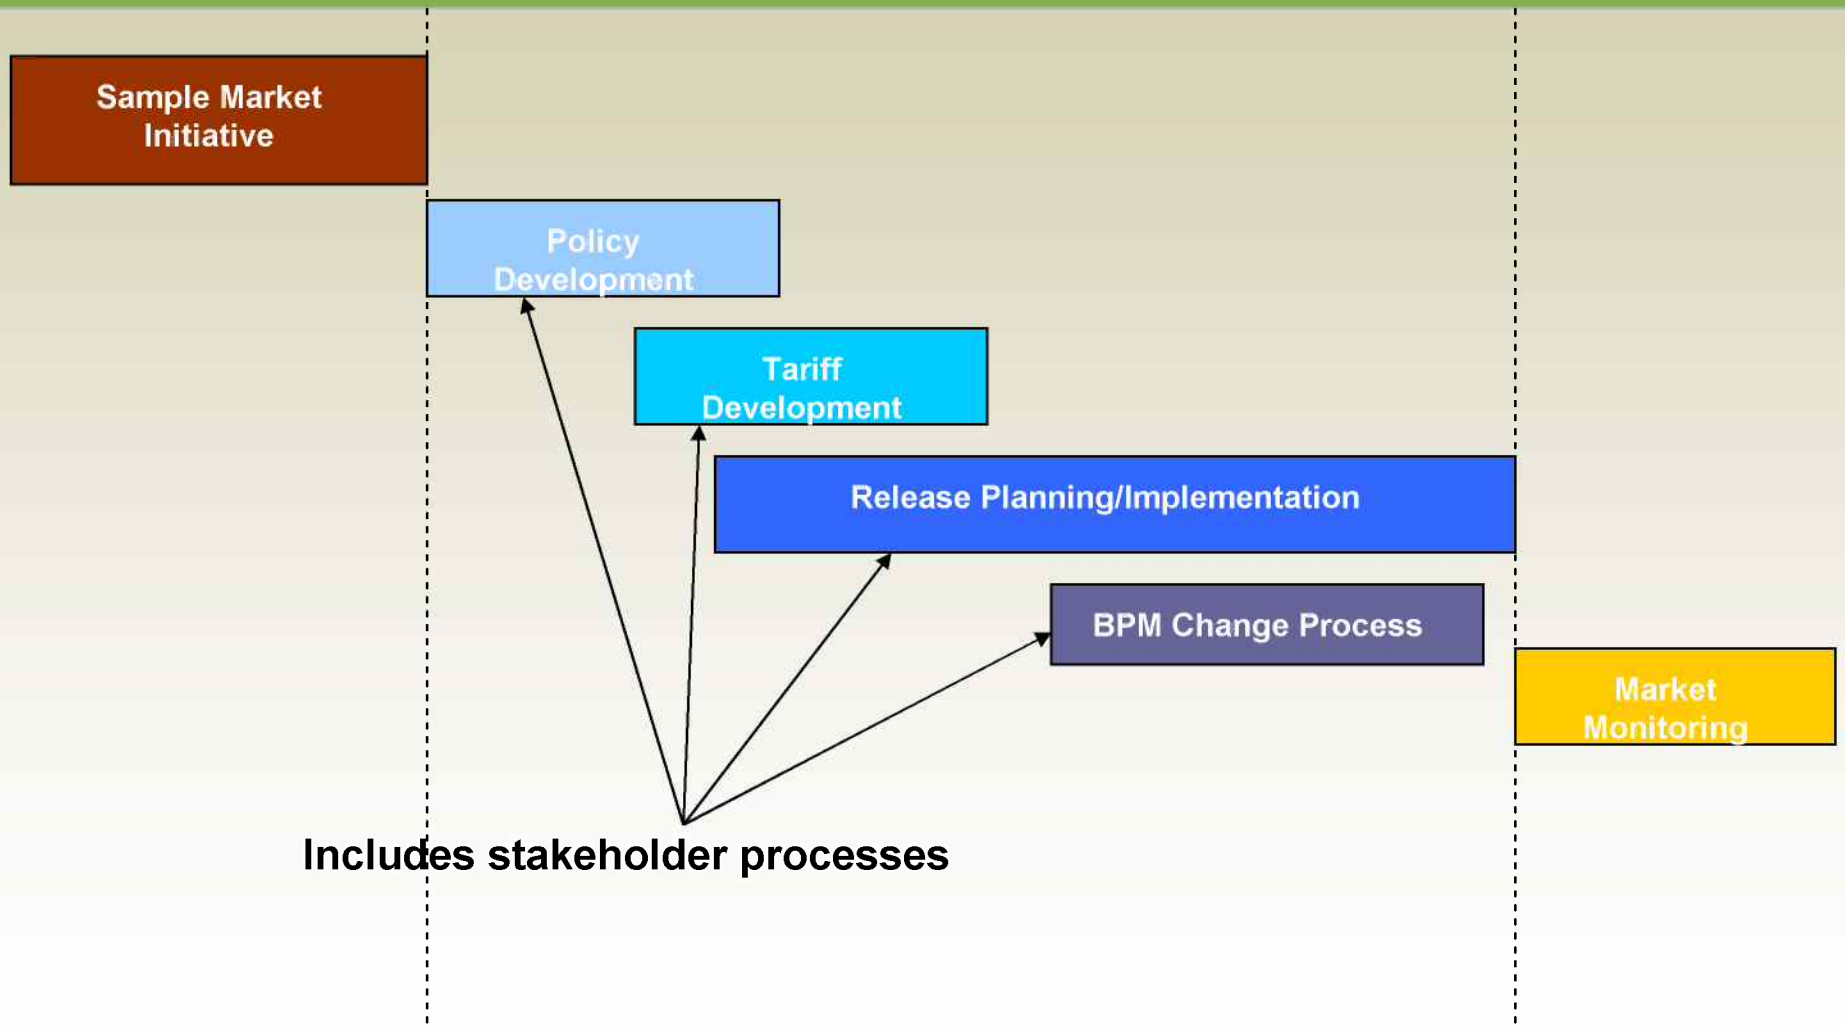 Sample Market
Initiative
Policy
Development
Tariff
Development
Release Planning/Implementation
BPM Change Process
Market
Monitoring
Includes stakeholder processes